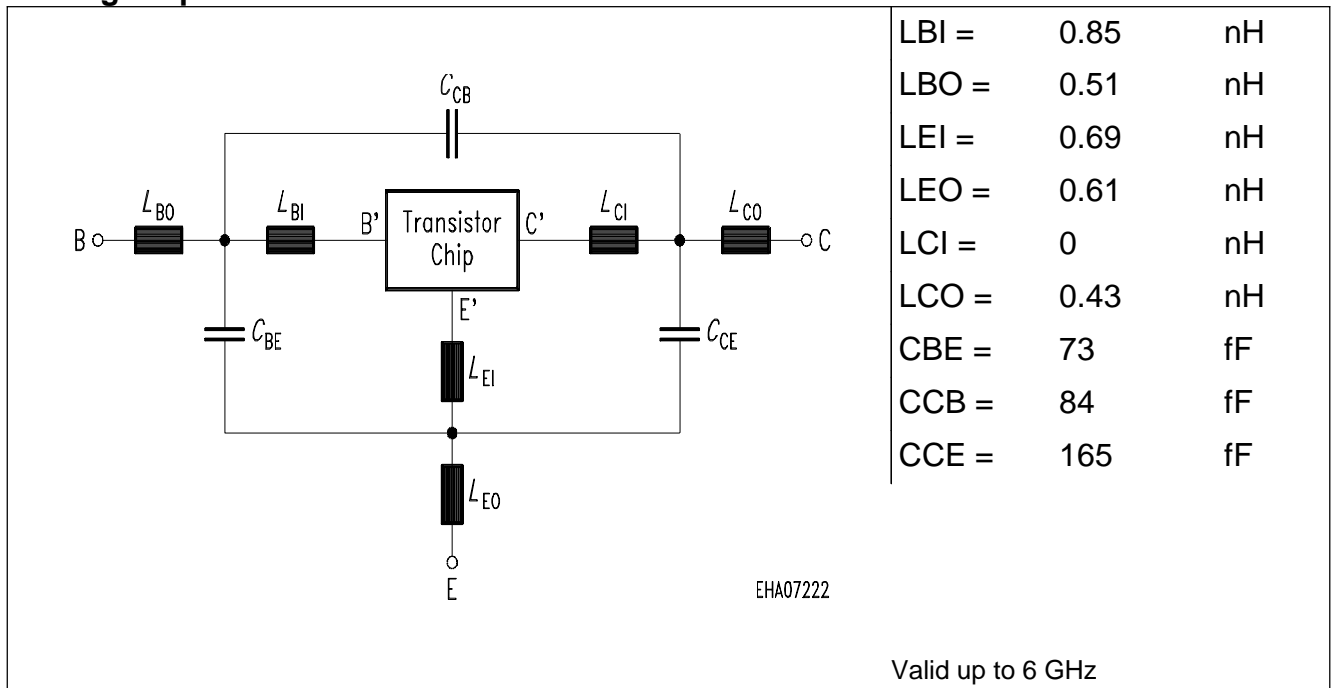 C_CB
L_BO L_BI B' Transistor Chip C' L_CI L_CO
B C
E'
C_BE C_CE
L_EI
L_EO
E
EHA07222
LBI = 0.85 nH
LBO = 0.51 nH
LEI = 0.69 nH
LEO = 0.61 nH
LCI = 0 nH
LCO = 0.43 nH
CBE = 73 fF
CCB = 84 fF
CCE = 165 fF
Valid up to 6 GHz